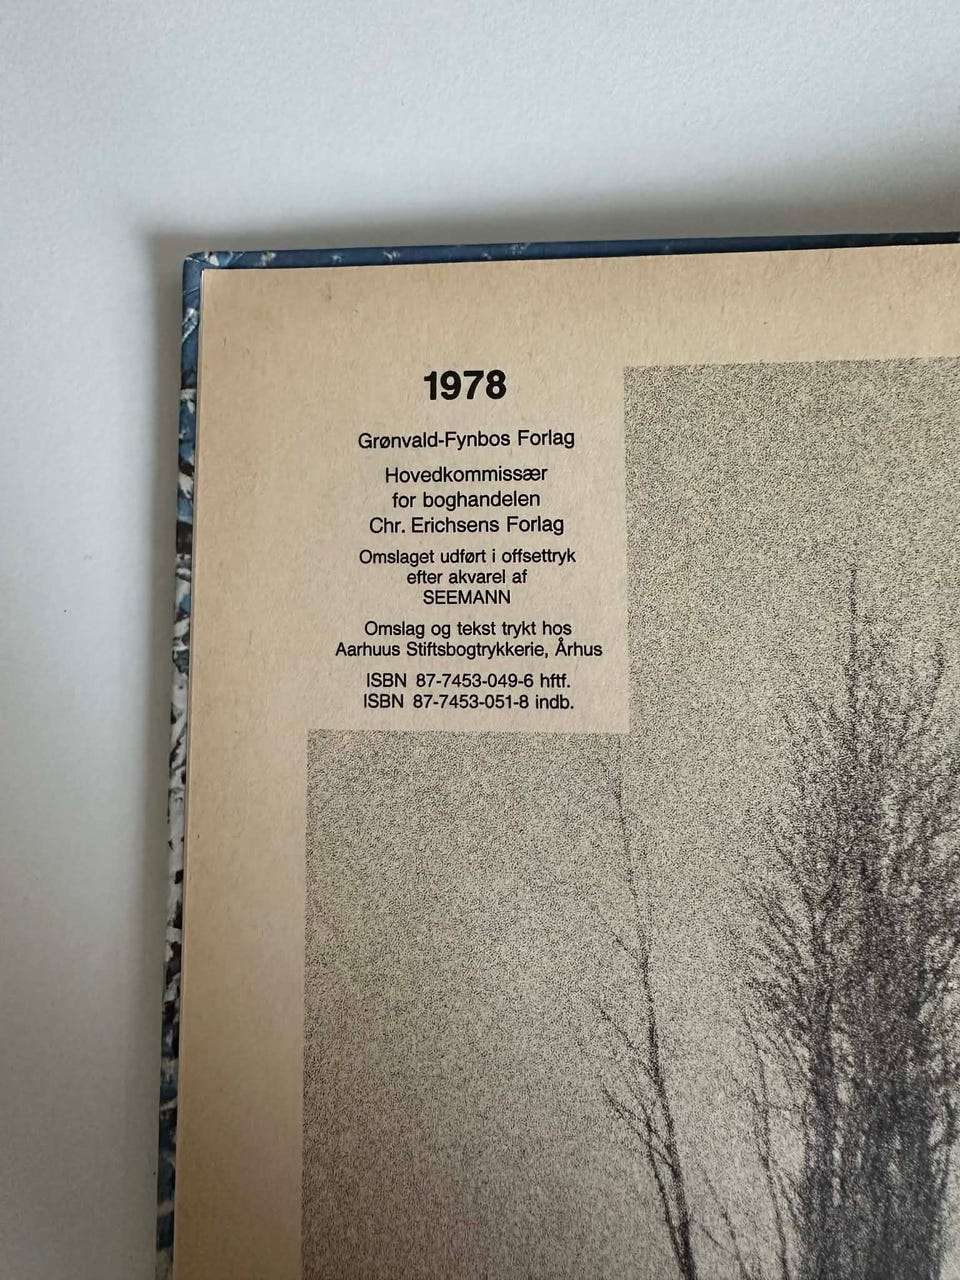 1978
Grønvald-Fynbos Forlag
Hovedkommissær
for boghandelen
Chr. Erichsens Forlag
Omslaget udført i offsettryk
efter akvarel af
SEEMANN
Omslag og tekst trykt hos
Aarhuus Stiftsbogtrykkerie, Århus
ISBN 87-7453-049-6 hftf.
ISBN 87-7453-051-8 indb.